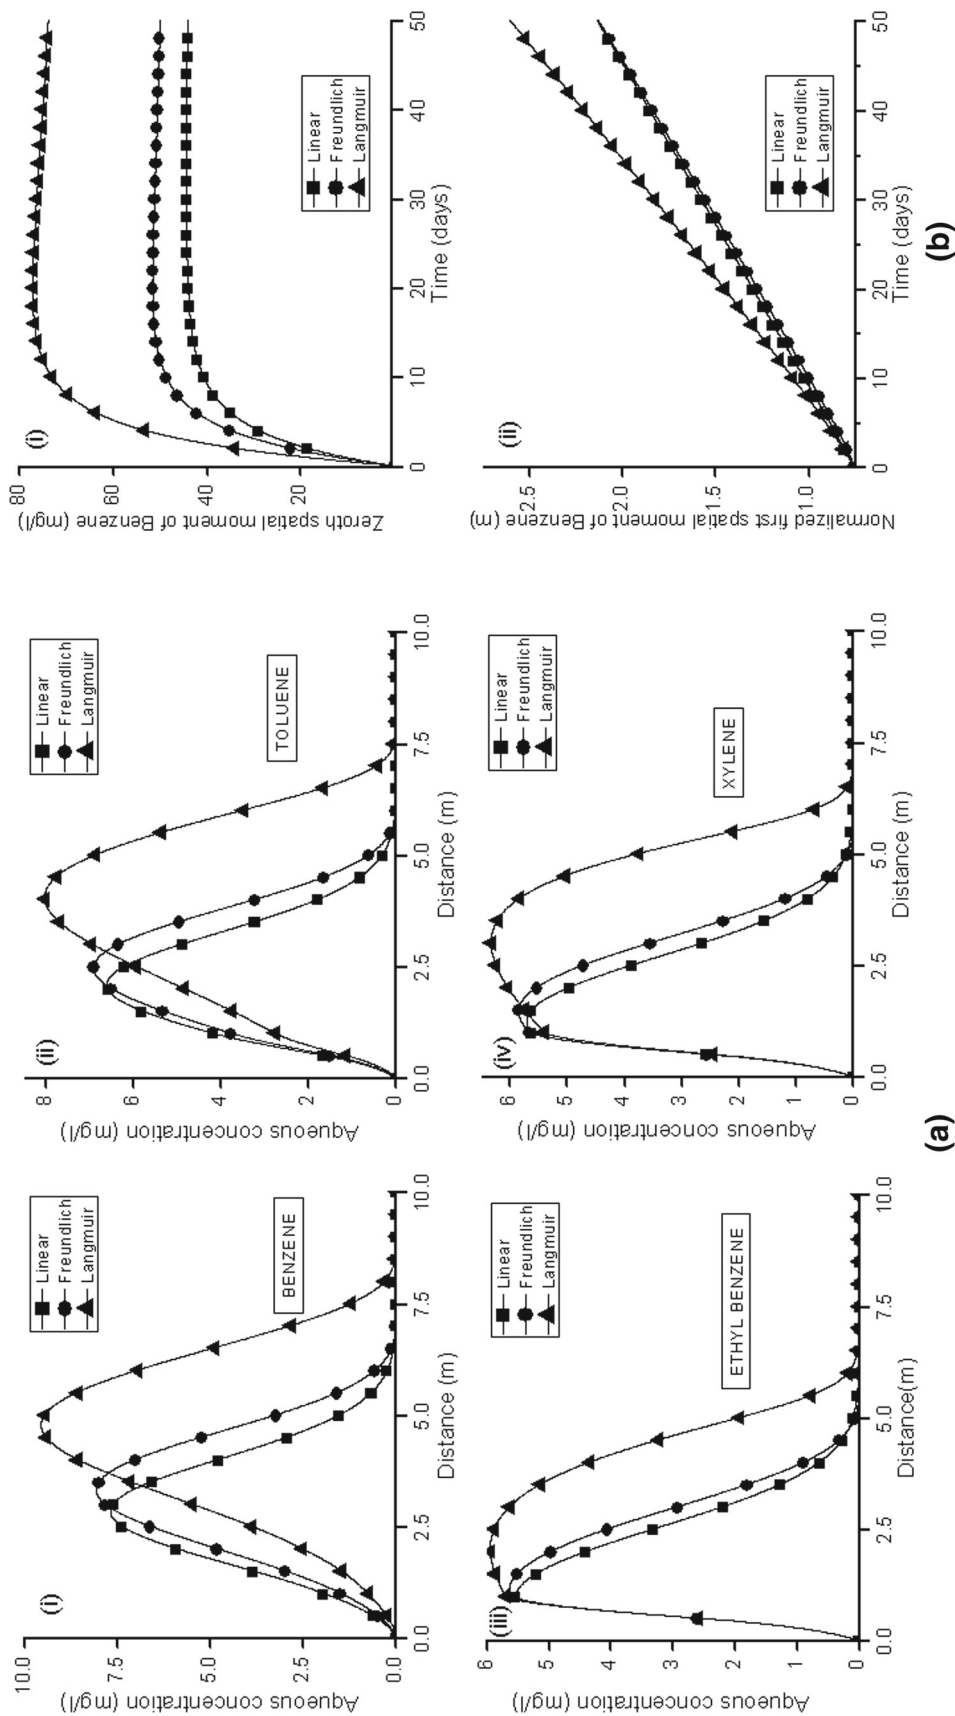 (i)
Linear
Freundlich
Langmuir
BENZENE
Aqueous concentration (mg/l)
10.0
7.5
5.0
2.5
0.0
0.0
2.5
5.0
7.5
10.0
Distance (m)
(ii)
Linear
Freundlich
Langmuir
TOLUENE
Aqueous concentration (mg/l)
8
6
4
2
0
0.0
2.5
5.0
7.5
10.0
Distance (m)
(iii)
Linear
Freundlich
Langmuir
ETHYL BENZENE
Aqueous concentration (mg/l)
6
5
4
3
2
1
0
0.0
2.5
5.0
7.5
10.0
Distance(m)
(iv)
Linear
Freundlich
Langmuir
XYLENE
Aqueous concentration (mg/l)
6
5
4
3
2
1
0
0.0
2.5
5.0
7.5
10.0
Distance (m)
(a)
(i)
Linear
Freundlich
Langmuir
Zeroth spatial moment of Benzene (mg/l)
80
60
40
20
0
10
20
30
40
50
Time (days)
(ii)
Linear
Freundlich
Langmuir
Normalized first spatial moment of Benzene (m)
2.5
2.0
1.5
1.0
0
10
20
30
40
50
Time (days)
(b)